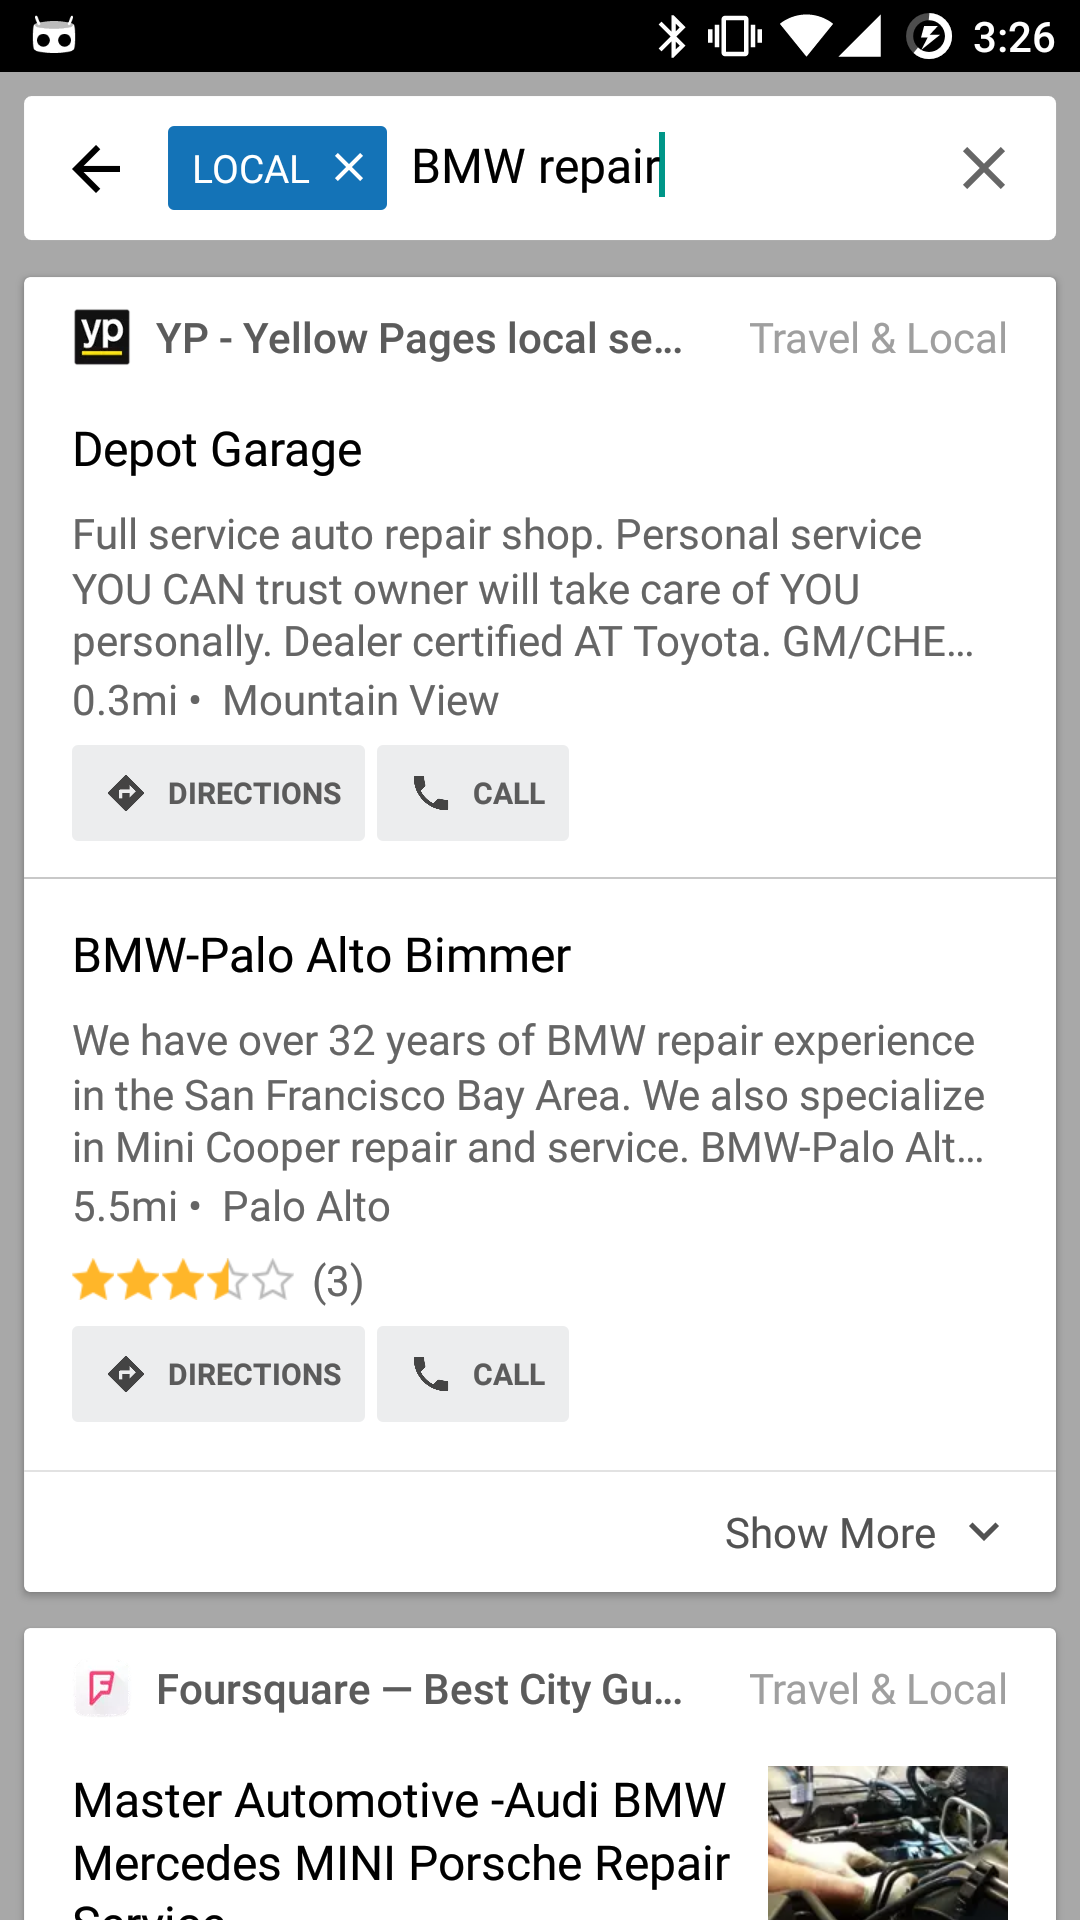 3:26
LOCAL BMW repair
yp YP - Yellow Pages local se... Travel & Local
Depot Garage
Full service auto repair shop. Personal service
YOU CAN trust owner will take care of YOU
personally. Dealer certified AT Toyota. GM/CHE...
0.3mi • Mountain View
DIRECTIONS CALL
BMW-Palo Alto Bimmer
We have over 32 years of BMW repair experience
in the San Francisco Bay Area. We also specialize
in Mini Cooper repair and service. BMW-Palo Alt...
5.5mi • Palo Alto
(3)
DIRECTIONS CALL
Show More
Foursquare — Best City Gu... Travel & Local
Master Automotive -Audi BMW
Mercedes MINI Porsche Repair
Service